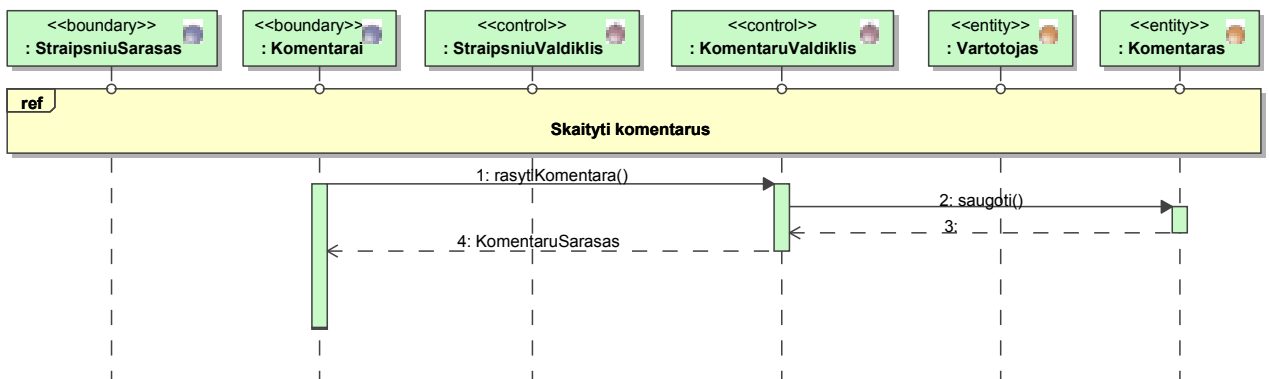 <<boundary>>
: StraipsniuSarasas
<<boundary>>
: Komentarai
<<control>>
: StraipsniuValdiklis
<<control>>
: KomentaruValdiklis
<<entity>>
: Vartotojas
<<entity>>
: Komentaras
ref
Skaityti komentarus
1: rasytiKomentara()
2: saugoti()
3:
4: KomentaruSarasas